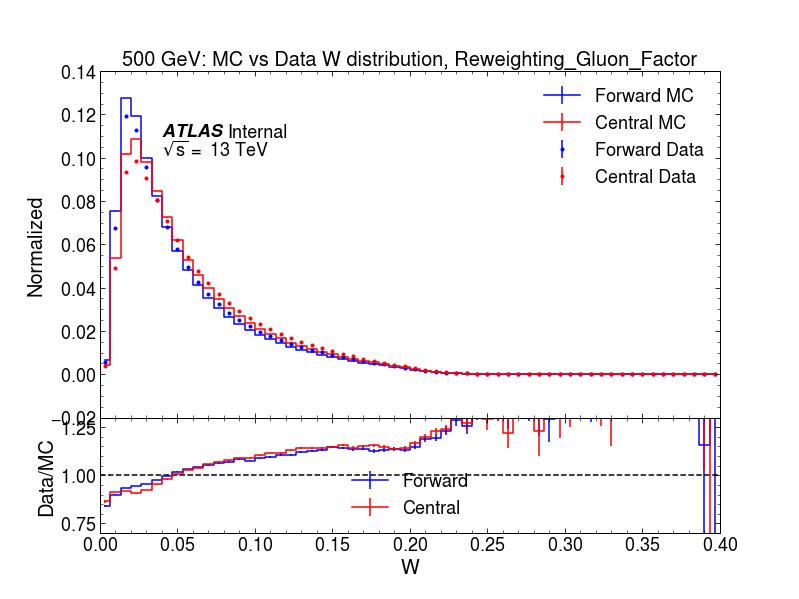 500 GeV: MC vs Data W distribution, Reweighting_Gluon_Factor
0.14
0.12
0.10
0.08
0.06
0.04
0.02
0.00
−0.02
Normalized
ATLAS Internal
√s = 13 TeV
Forward MC
Central MC
Forward Data
Central Data
1.25
1.00
0.75
Data/MC
Forward
Central
0.00 0.05 0.10 0.15 0.20 0.25 0.30 0.35 0.40
W